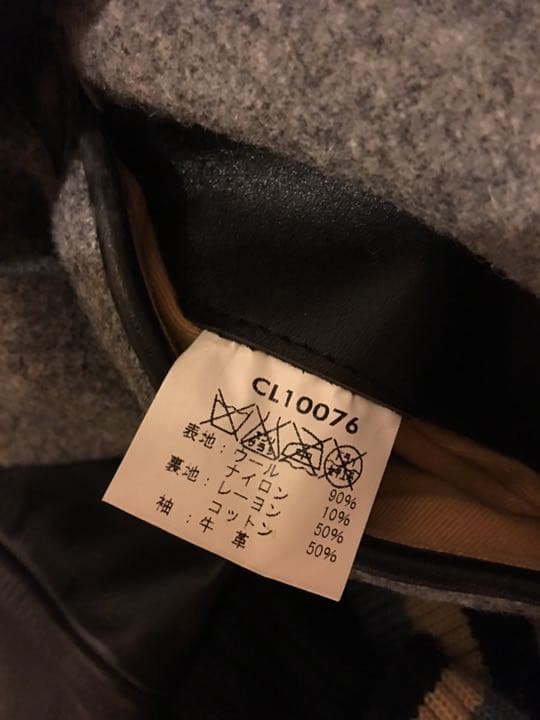 CL10076
表地:ウール 90%
ナイロン 10%
裏地:レーヨン 50%
コットン 50%
袖:牛革